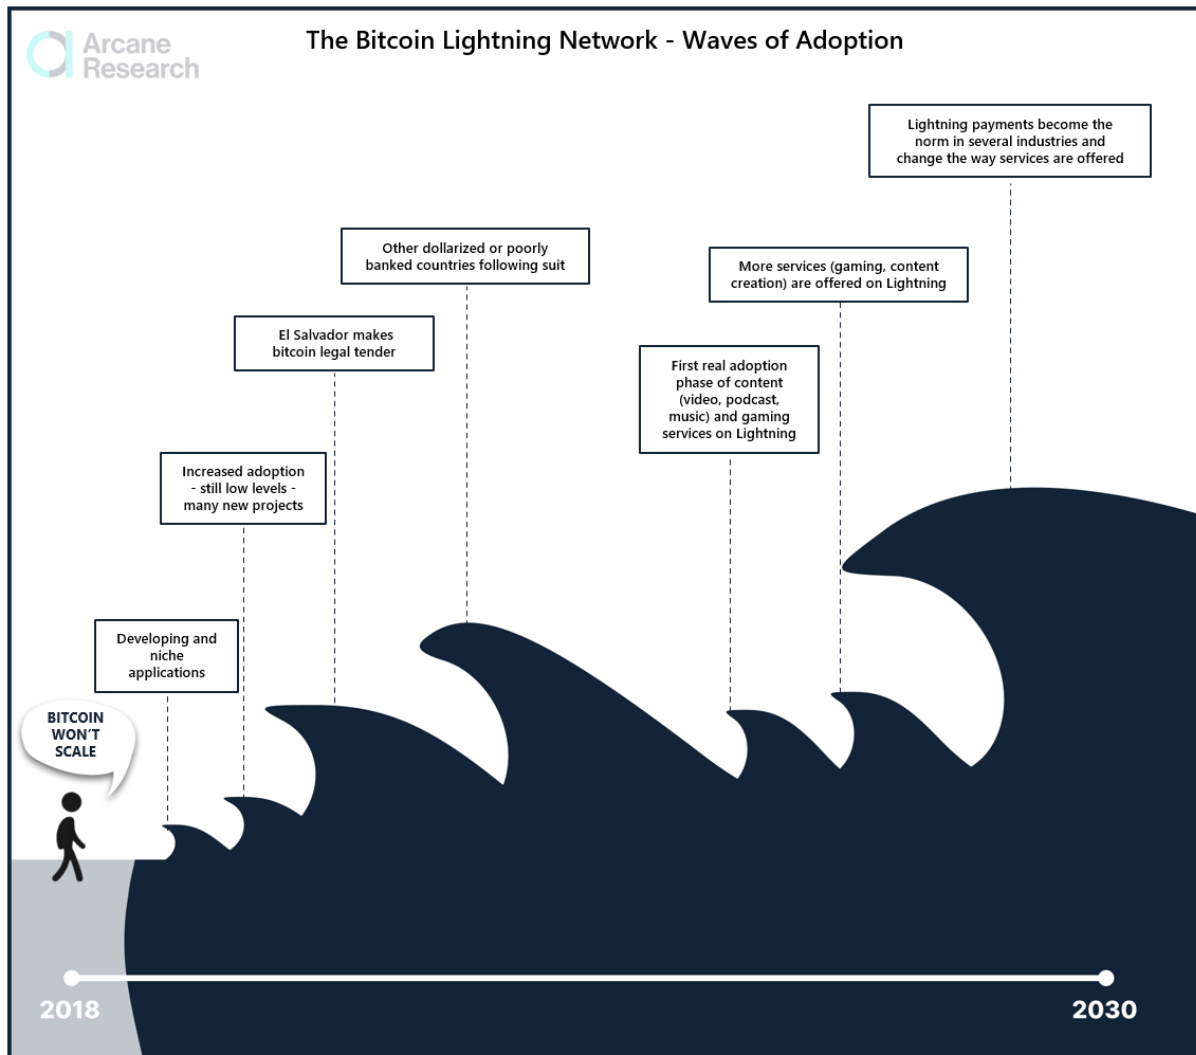 Arcane
Research
The Bitcoin Lightning Network - Waves of Adoption
Lightning payments become the
norm in several industries and
change the way services are offered
Other dollarized or poorly
banked countries following suit
More services (gaming, content
creation) are offered on Lightning
El Salvador makes
bitcoin legal tender
First real adoption
phase of content
(video, podcast,
music) and gaming
services on Lightning
Increased adoption
- still low levels -
many new projects
Developing and
niche
applications
BITCOIN
WON'T
SCALE
2018
2030